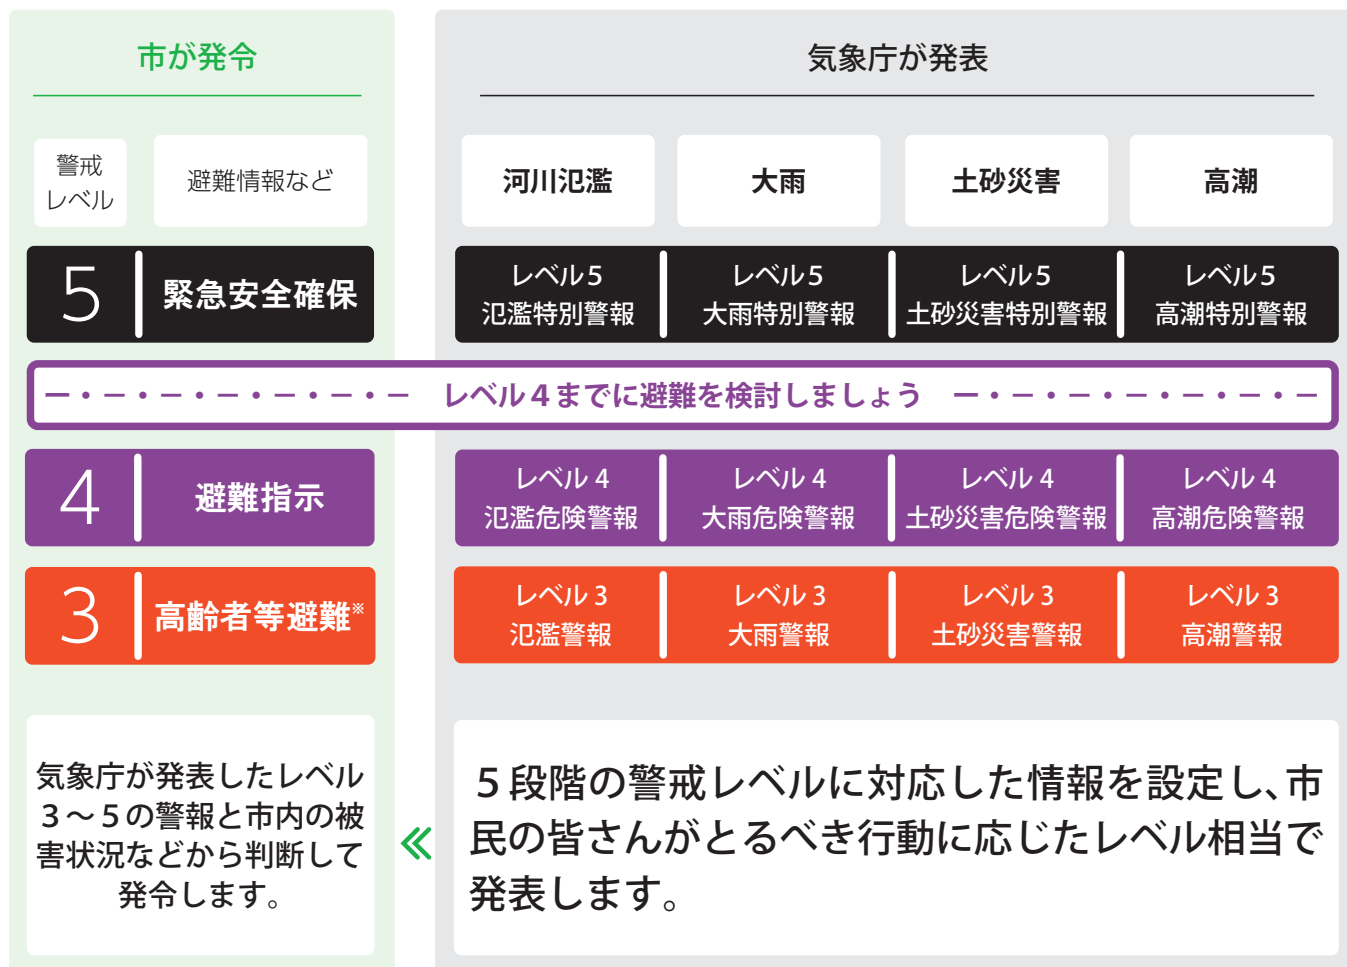 市が発令
気象庁が発表
警戒
レベル
避難情報など
河川氾濫
大雨
土砂災害
高潮
5
緊急安全確保
レベル5
氾濫特別警報
レベル5
大雨特別警報
レベル5
土砂災害特別警報
レベル5
高潮特別警報
ー・ー・ー・ー・ー・ー・ー レベル4までに避難を検討しましょう ー・ー・ー・ー・ー・ー・ー
4
避難指示
レベル4
氾濫危険警報
レベル4
大雨危険警報
レベル4
土砂災害危険警報
レベル4
高潮危険警報
3
高齢者等避難※
レベル3
氾濫警報
レベル3
大雨警報
レベル3
土砂災害警報
レベル3
高潮警報
気象庁が発表したレベル
3〜5の警報と市内の被
害状況などから判断して
発令します。
5段階の警戒レベルに対応した情報を設定し、市
民の皆さんがとるべき行動に応じたレベル相当で
発表します。